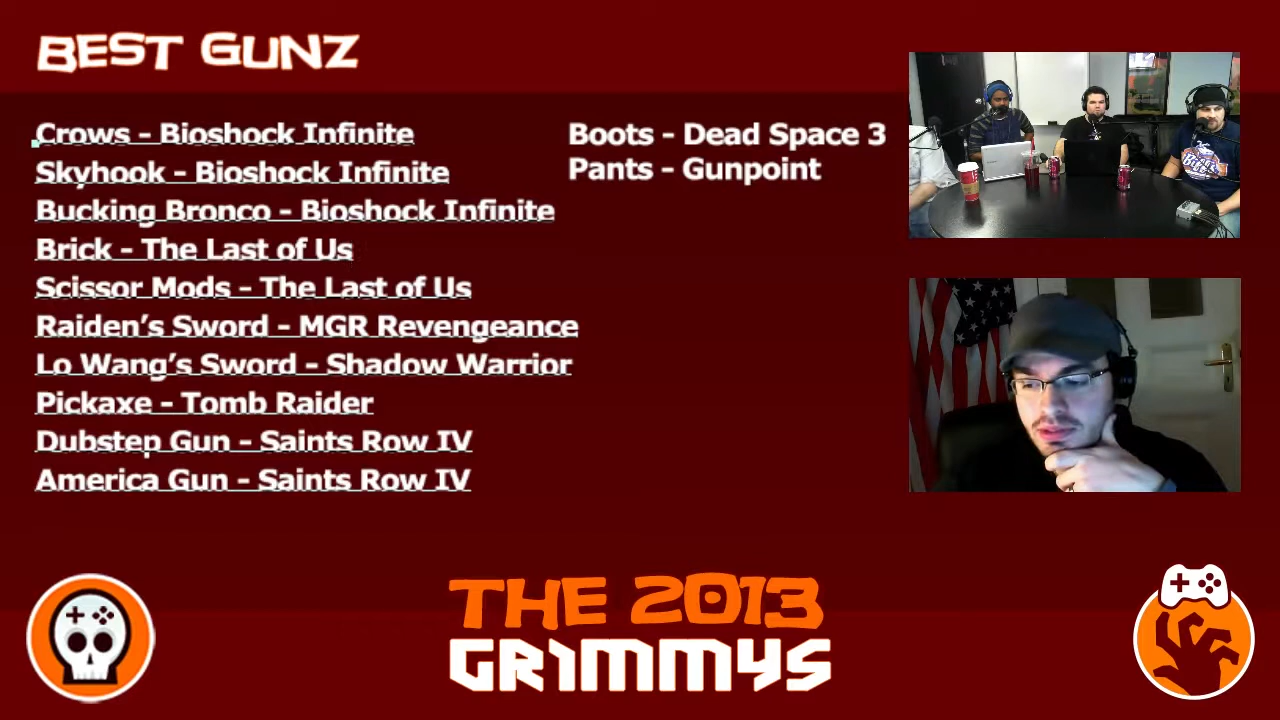 BEST GUNZ
Crows - Bioshock Infinite
Skyhook - Bioshock Infinite
Bucking Bronco - Bioshock Infinite
Brick - The Last of Us
Scissor Mods - The Last of Us
Raiden's Sword - MGR Revengeance
Lo Wang's Sword - Shadow Warrior
Pickaxe - Tomb Raider
Dubstep Gun - Saints Row IV
America Gun - Saints Row IV
Boots - Dead Space 3
Pants - Gunpoint
THE 2013
GR1MM4S